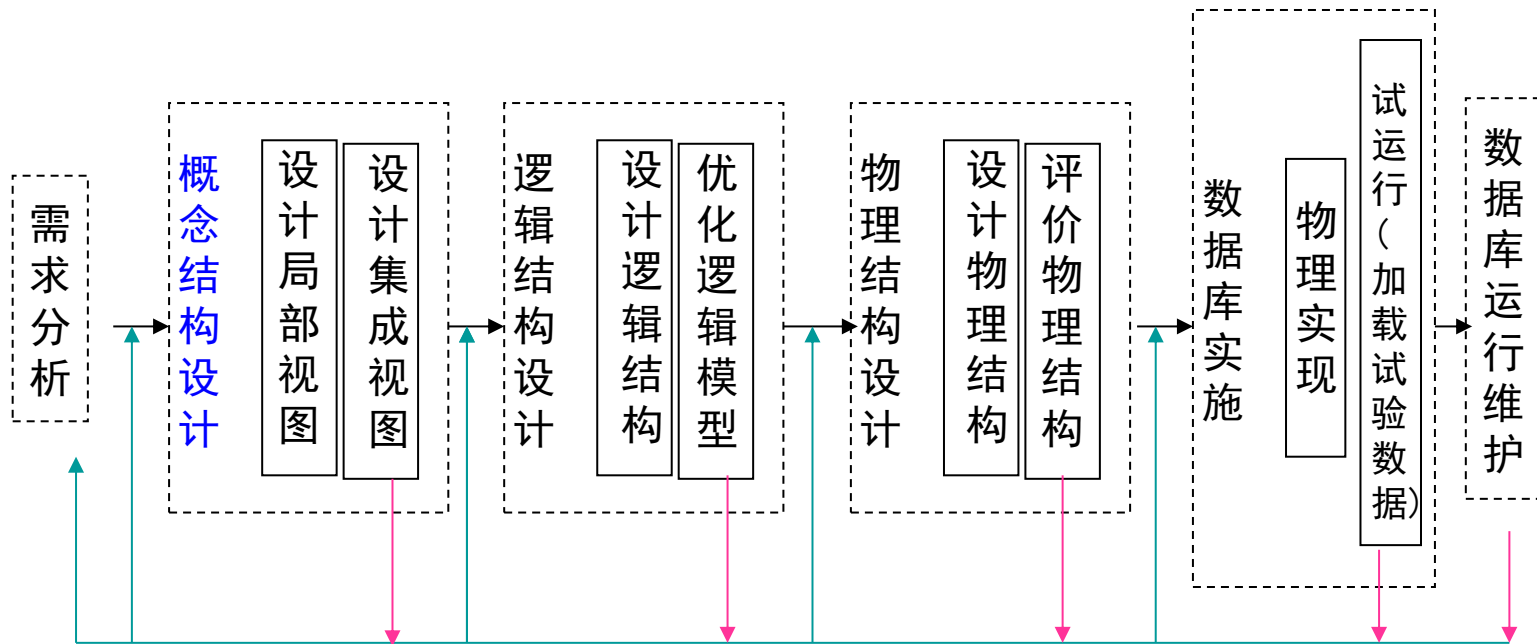 需求分析
概念结构设计
设计局部视图
设计集成视图
逻辑结构设计
设计逻辑结构
优化逻辑模型
物理结构设计
设计物理结构
评价物理结构
数据库实施
物理实现
试运行(加载试验数据)
数据库运行维护